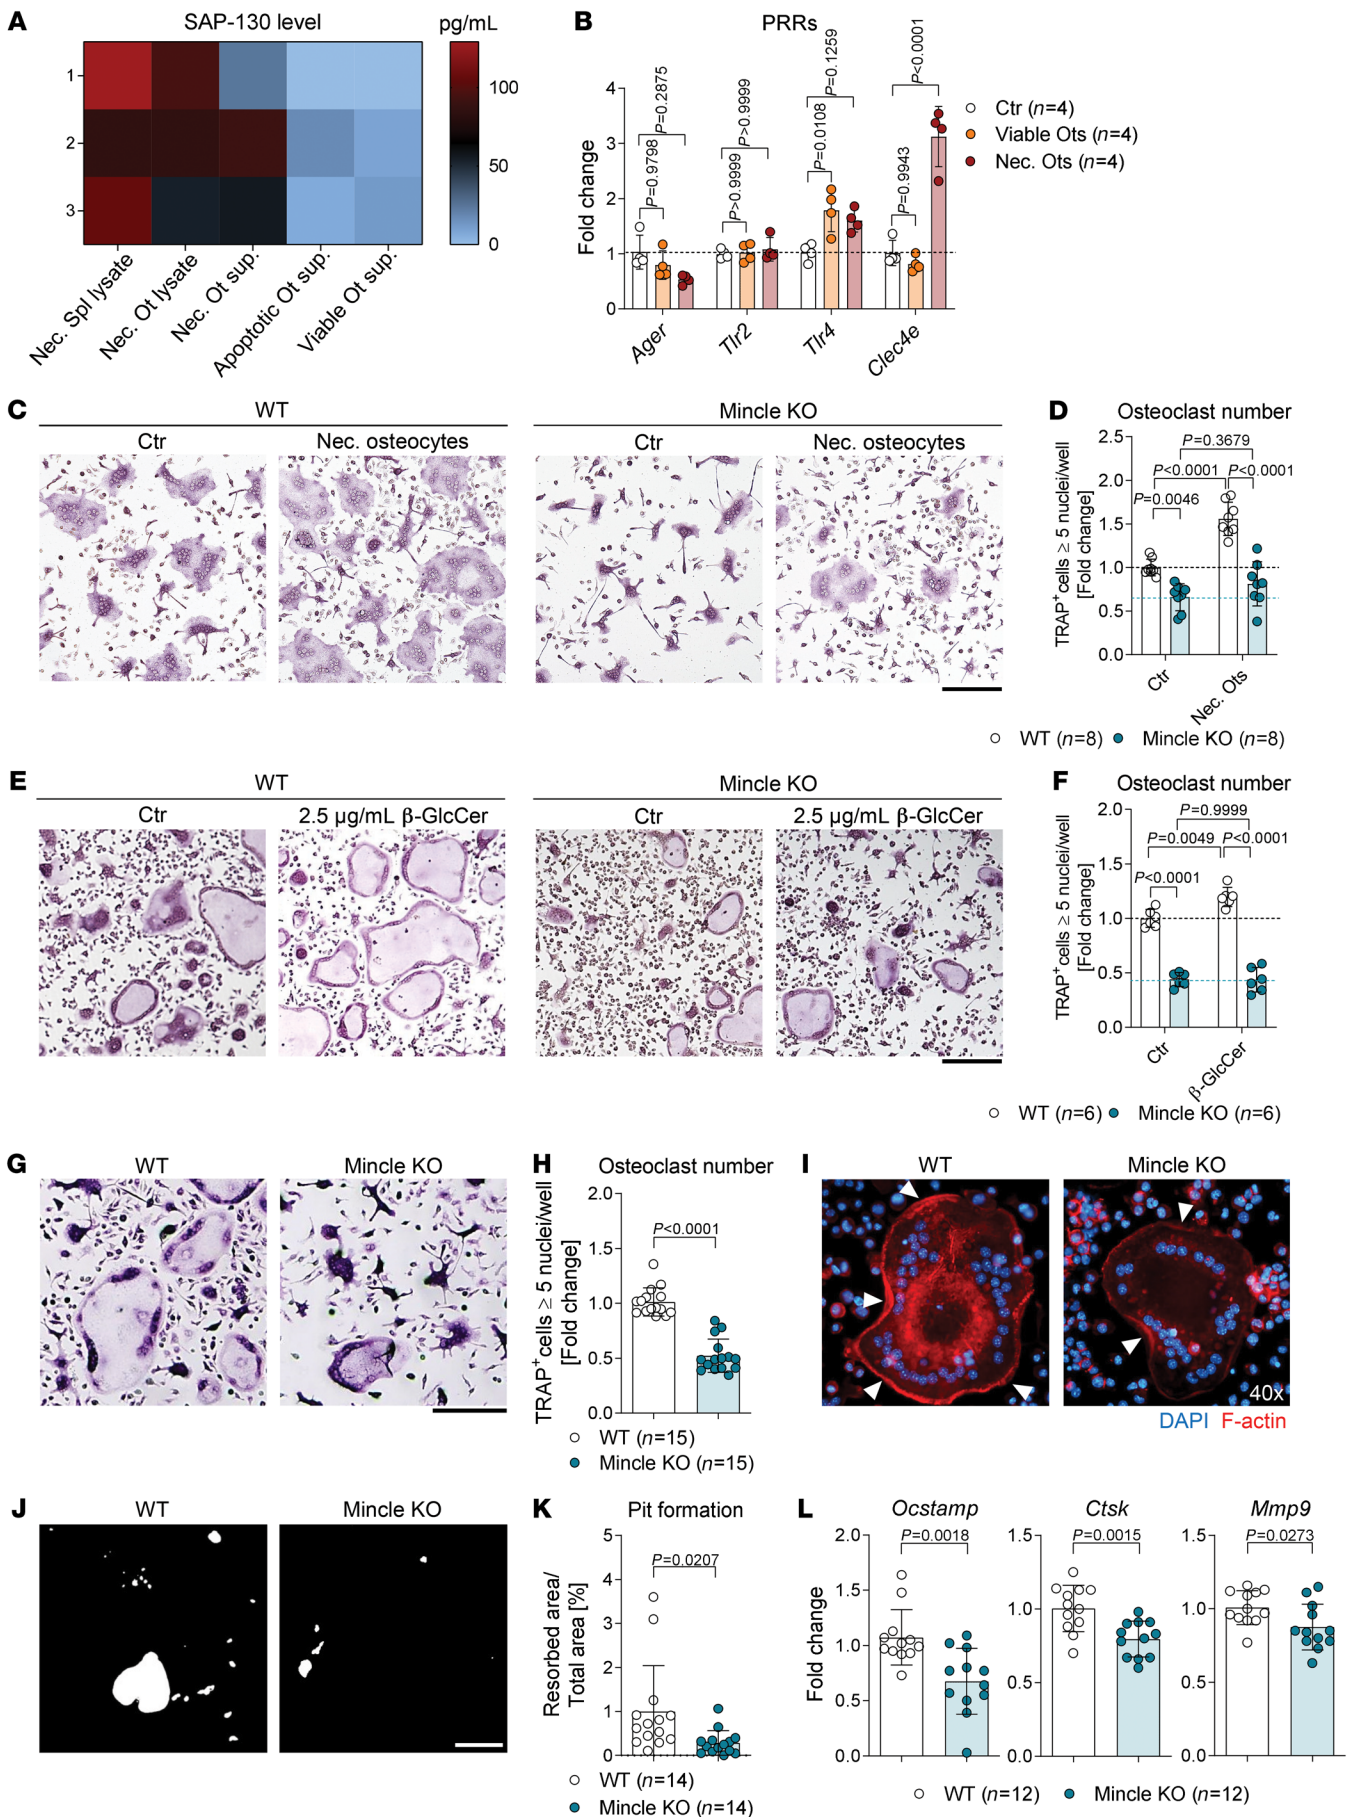 A
SAP-130 level
pg/mL
1
2
3
100
50
0
Nec. Spl lysate
Nec. Ot lysate
Nec. Ot sup.
Apoptotic Ot sup.
Viable Ot sup.
B
PRRs
Fold change
4
3
2
1
0
P=0.9798
P=0.2875
P>0.9999
P>0.9999
P=0.0108
P=0.1259
P=0.9943
P<0.0001
Ager
Tlr2
Tlr4
Clec4e
Ctr (n=4)
Viable Ots (n=4)
Nec. Ots (n=4)
C
WT
Mincle KO
Ctr
Nec. osteocytes
Ctr
Nec. osteocytes
D
Osteoclast number
TRAP+cells ≥ 5 nuclei/well
[Fold change]
2.5
2.0
1.5
1.0
0.5
0.0
P=0.3679
P<0.0001
P<0.0001
P=0.0046
Ctr
Nec. Ots
WT (n=8)
Mincle KO (n=8)
E
WT
Mincle KO
Ctr
2.5 µg/mL β-GlcCer
Ctr
2.5 µg/mL β-GlcCer
F
Osteoclast number
TRAP+cells ≥ 5 nuclei/well
[Fold change]
2.0
1.5
1.0
0.5
0.0
P=0.9999
P=0.0049
P<0.0001
P<0.0001
Ctr
β-GlcCer
WT (n=6)
Mincle KO (n=6)
G
WT
Mincle KO
H
Osteoclast number
TRAP+cells ≥ 5 nuclei/well
[Fold change]
2.0
1.5
1.0
0.5
0.0
P<0.0001
WT (n=15)
Mincle KO (n=15)
I
WT
Mincle KO
40x
DAPI F-actin
J
WT
Mincle KO
K
Pit formation
Resorbed area/
Total area [%]
5
4
3
2
1
0
P=0.0207
WT (n=14)
Mincle KO (n=14)
L
Ocstamp
Fold change
2.0
1.5
1.0
0.5
0.0
P=0.0018
Ctsk
1.5
1.0
0.5
0.0
P=0.0015
Mmp9
1.5
1.0
0.5
0.0
P=0.0273
WT (n=12)
Mincle KO (n=12)